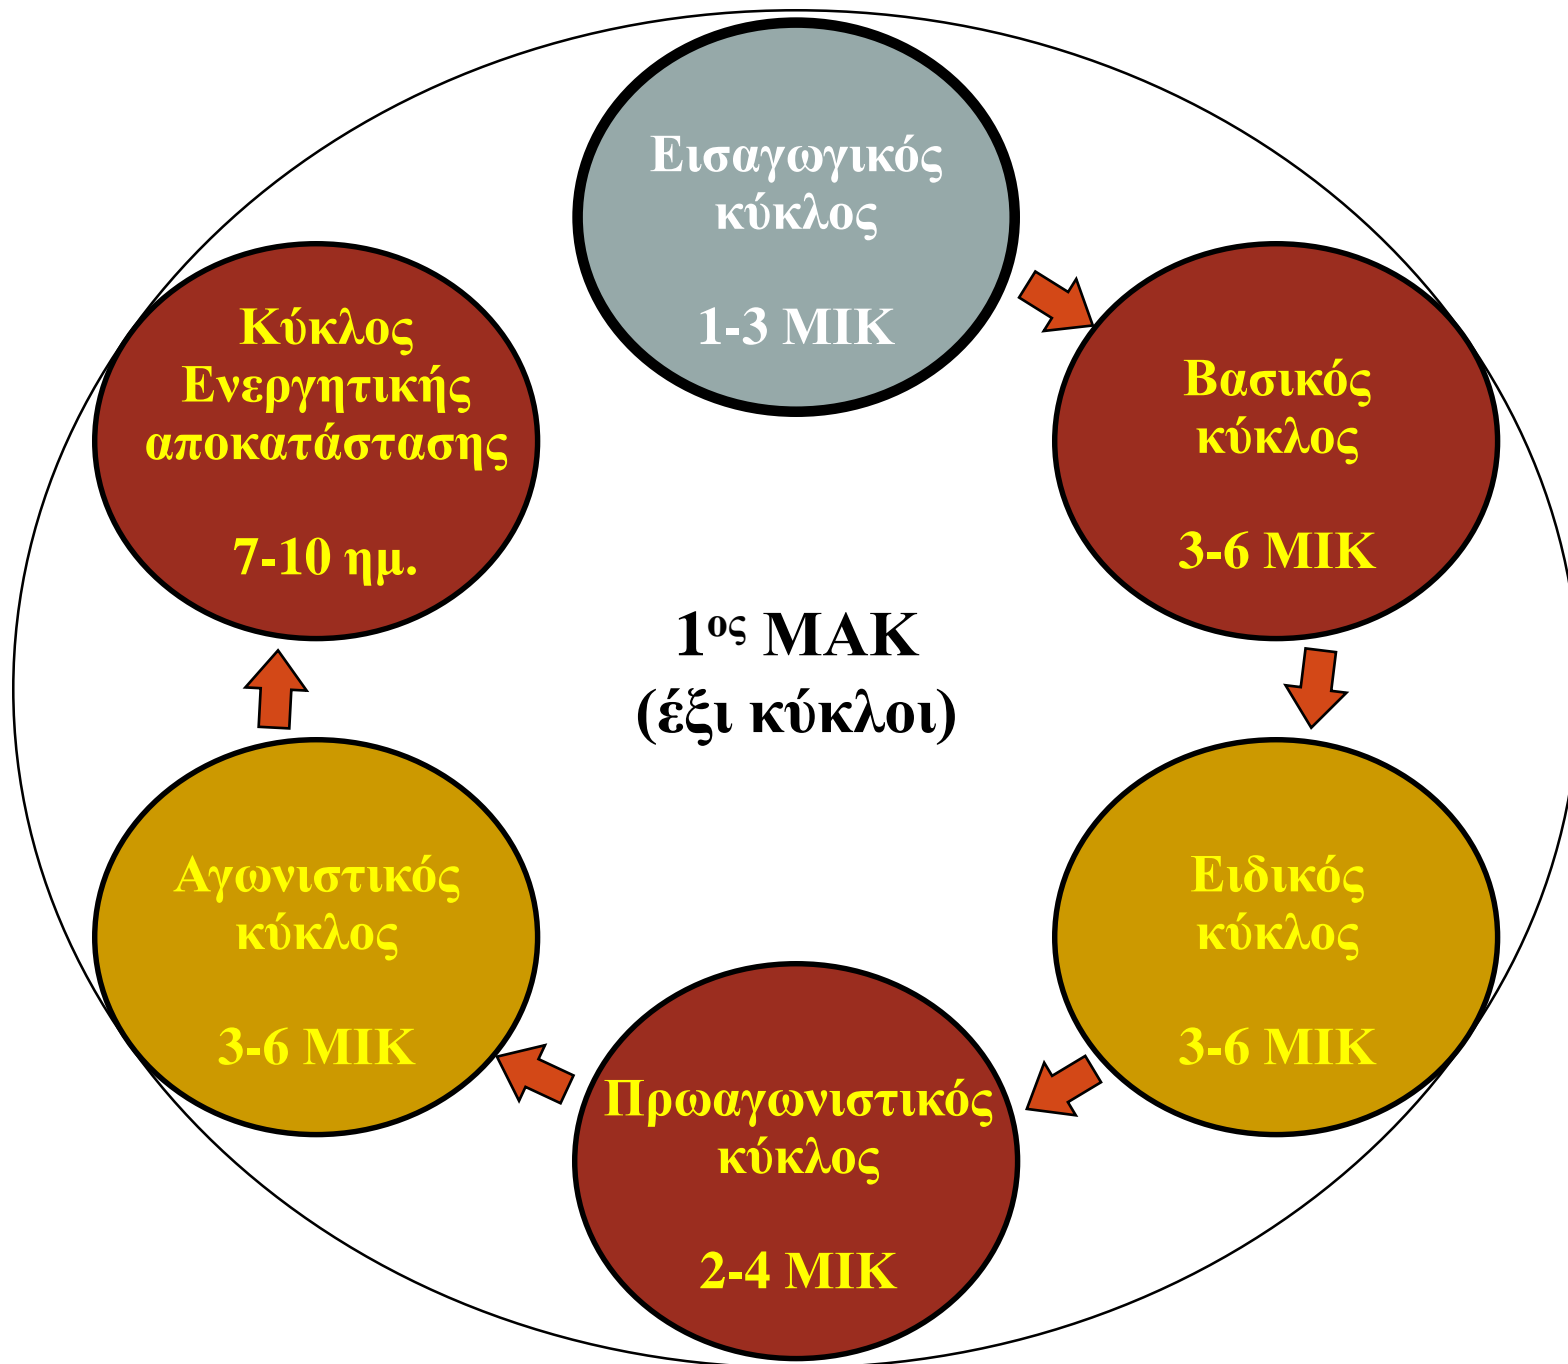 Εισαγωγικός
κύκλος
1-3 ΜΙΚ
Βασικός
κύκλος
3-6 ΜΙΚ
Ειδικός
κύκλος
3-6 ΜΙΚ
Πρωαγωνιστικός
κύκλος
2-4 ΜΙΚ
Αγωνιστικός
κύκλος
3-6 ΜΙΚ
Κύκλος
Ενεργητικής
αποκατάστασης
7-10 ημ.
1ος ΜΑΚ
(έξι κύκλοι)